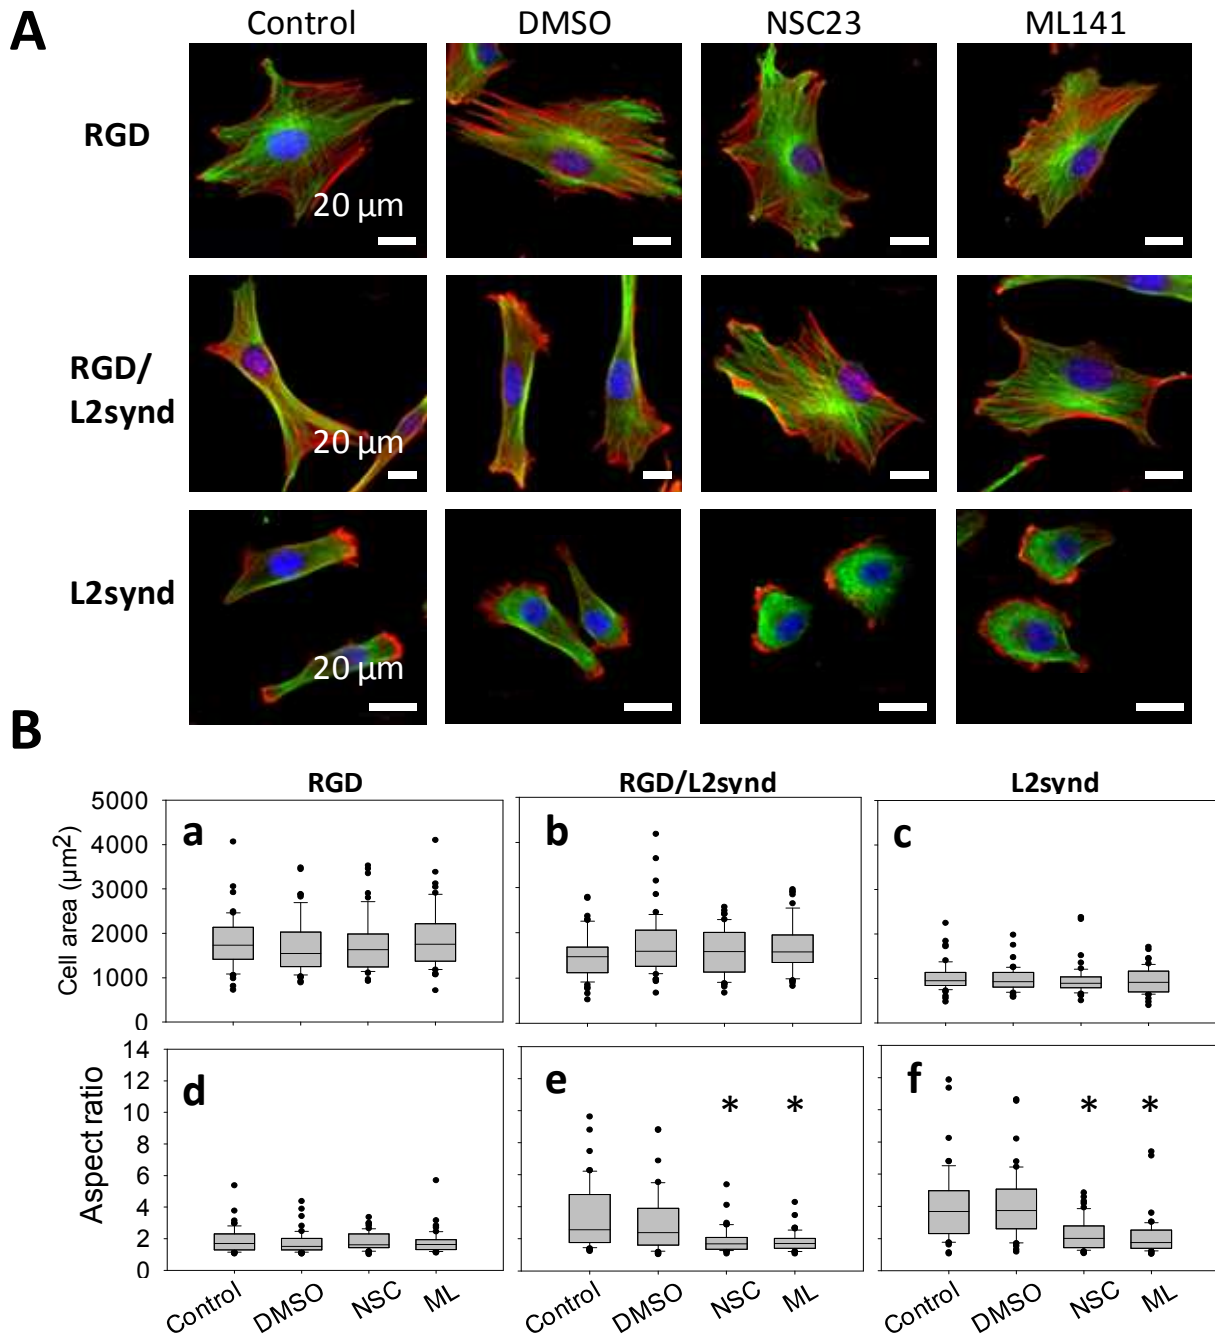 A
Control DMSO NSC23 ML141
RGD
20 µm
RGD/
L2synd
20 µm
L2synd
20 µm
B
RGD RGD/L2synd L2synd
5000
4000
3000
2000
1000
0
Cell area (µm2)
a b c
14
12
10
8
6
4
2
0
Aspect ratio
d e f
* * * *
Control DMSO NSC ML Control DMSO NSC ML Control DMSO NSC ML